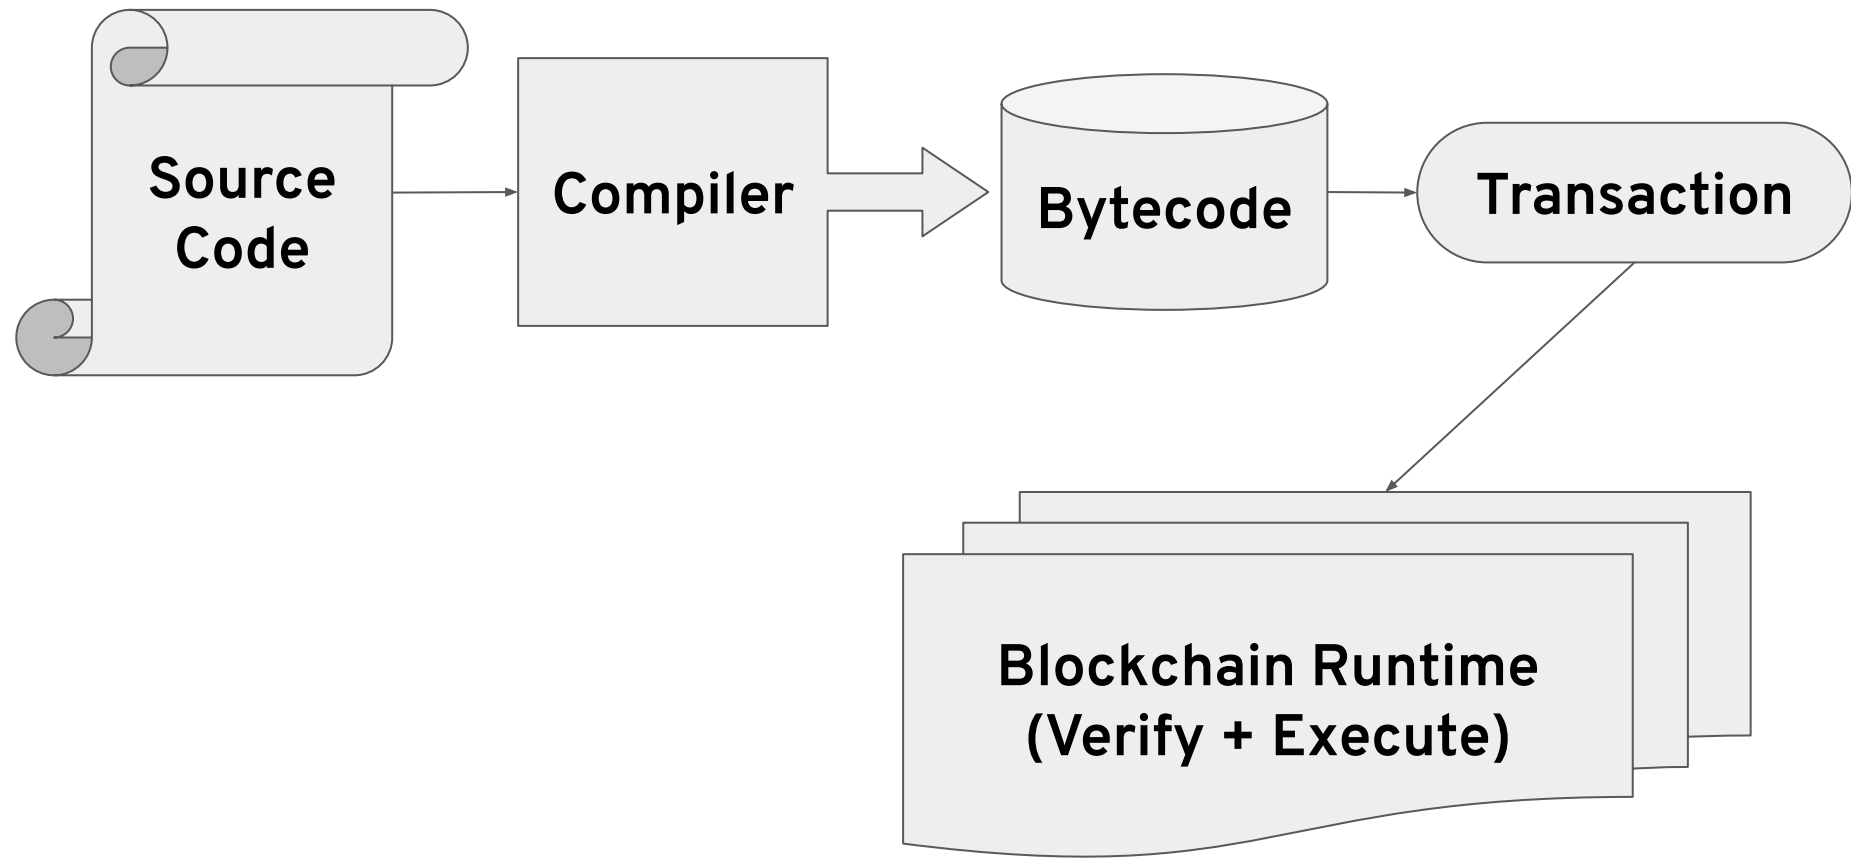 Source
Code
Compiler
Bytecode
Transaction
Blockchain Runtime
(Verify + Execute)